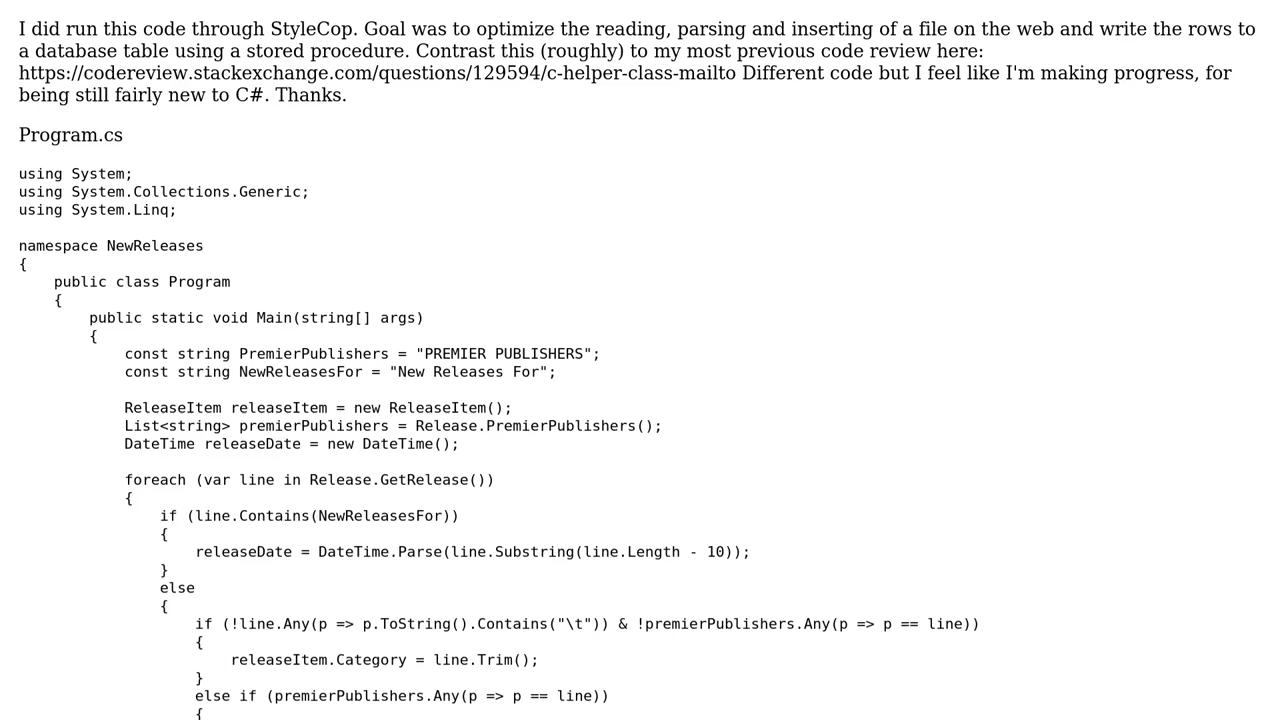 I did run this code through StyleCop. Goal was to optimize the reading, parsing and inserting of a file on the web and write the rows to
a database table using a stored procedure. Contrast this (roughly) to my most previous code review here:
https://codereview.stackexchange.com/questions/129594/c-helper-class-mailto Different code but I feel like I'm making progress, for
being still fairly new to C#. Thanks.
Program.cs
using System;
using System.Collections.Generic;
using System.Linq;
namespace NewReleases
{
    public class Program
    {
        public static void Main(string[] args)
        {
            const string PremierPublishers = "PREMIER PUBLISHERS";
            const string NewReleasesFor = "New Releases For";
            ReleaseItem releaseItem = new ReleaseItem();
            List<string> premierPublishers = Release.PremierPublishers();
            DateTime releaseDate = new DateTime();
            foreach (var line in Release.GetRelease())
            {
                if (line.Contains(NewReleasesFor))
                {
                    releaseDate = DateTime.Parse(line.Substring(line.Length - 10));
                }
                else
                {
                    if (!line.Any(p => p.ToString().Contains("\t")) & !premierPublishers.Any(p => p == line))
                    {
                        releaseItem.Category = line.Trim();
                    }
                    else if (premierPublishers.Any(p => p == line))
                    {